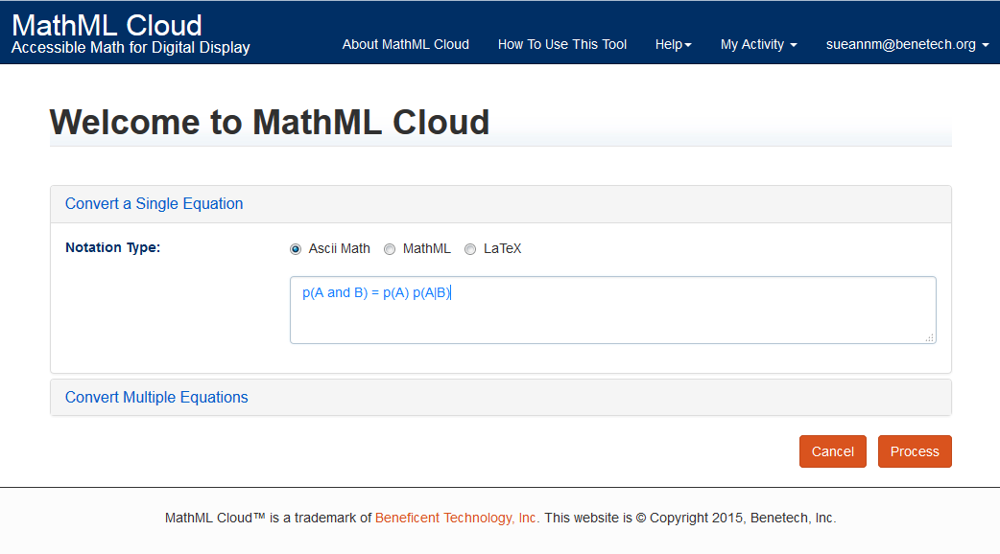 MathML Cloud
Accessible Math for Digital Display
About MathML Cloud How To Use This Tool Help My Activity sueannm@benetech.org
Welcome to MathML Cloud
Convert a Single Equation
Notation Type: Ascii Math MathML LaTeX
p(A and B) = p(A) p(A|B)
Convert Multiple Equations
Cancel Process
MathML Cloud™ is a trademark of Beneficent Technology, Inc. This website is © Copyright 2015, Benetech, Inc.